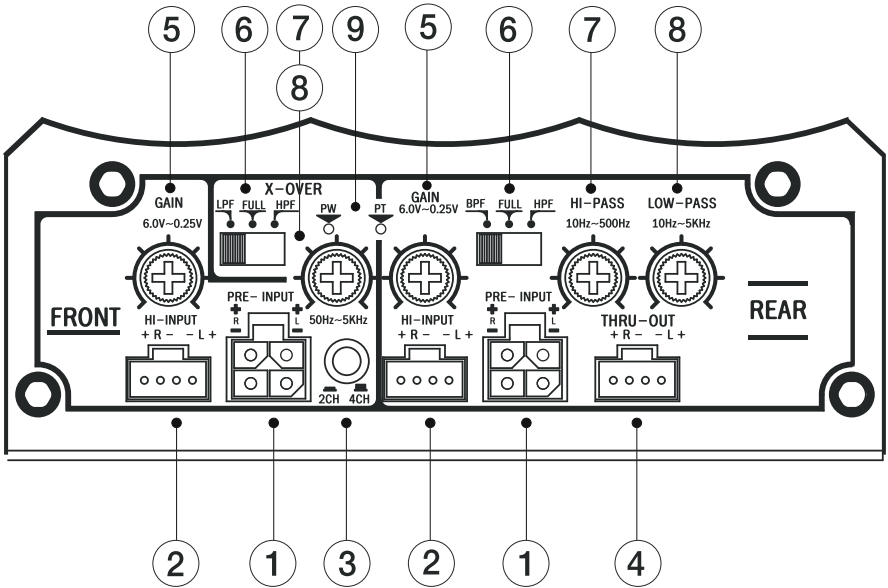 5 6 7 9 5 6 7 8
8
X-OVER
GAIN
6.0V~0.25V
LPF FULL HPF
PW PT
GAIN
6.0V~0.25V
BPF FULL HPF
HI-PASS
10Hz~500Hz
LOW-PASS
10Hz~5KHz
FRONT
HI-INPUT
+ R - - L +
PRE- INPUT
+ +
R L
- -
50Hz~5KHz
2CH 4CH
HI-INPUT
+ R - - L +
PRE- INPUT
+ +
R L
- -
THRU-OUT
+ R - - L +
REAR
2 1 3 2 1 4